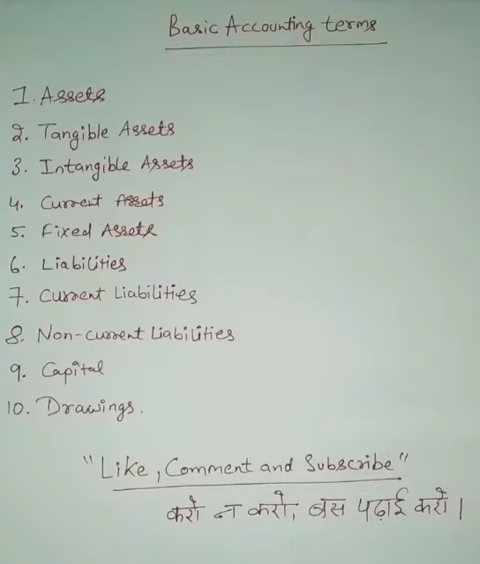 Basic Accounting terms
1. Assets
2. Tangible Assets
3. Intangible Assets
4. Current Assets
5. Fixed Assets
6. Liabilities
7. Current Liabilities
8. Non-current Liabilities
9. Capital
10. Drawings.
"Like, Comment and Subscribe"
करो न करो, बस पढ़ाई करो।